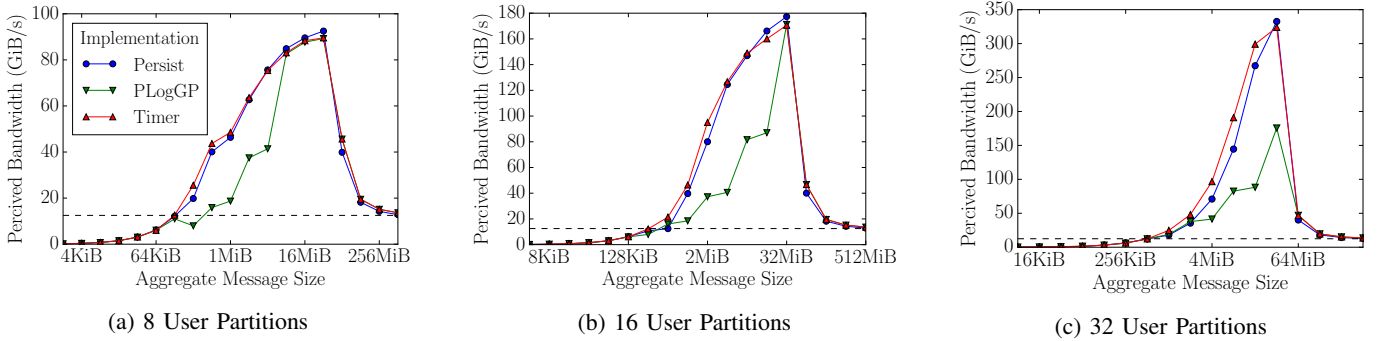 Percived Bandwidth (GiB/s)
100
80
60
40
20
0
Implementation
Persist
PLogGP
Timer
4KiB 64KiB 1MiB 16MiB 256MiB
Aggregate Message Size
(a) 8 User Partitions
Percived Bandwidth (GiB/s)
180
160
140
120
100
80
60
40
20
0
8KiB 128KiB 2MiB 32MiB 512MiB
Aggregate Message Size
(b) 16 User Partitions
Percived Bandwidth (GiB/s)
350
300
250
200
150
100
50
0
16KiB 256KiB 4MiB 64MiB
Aggregate Message Size
(c) 32 User Partitions